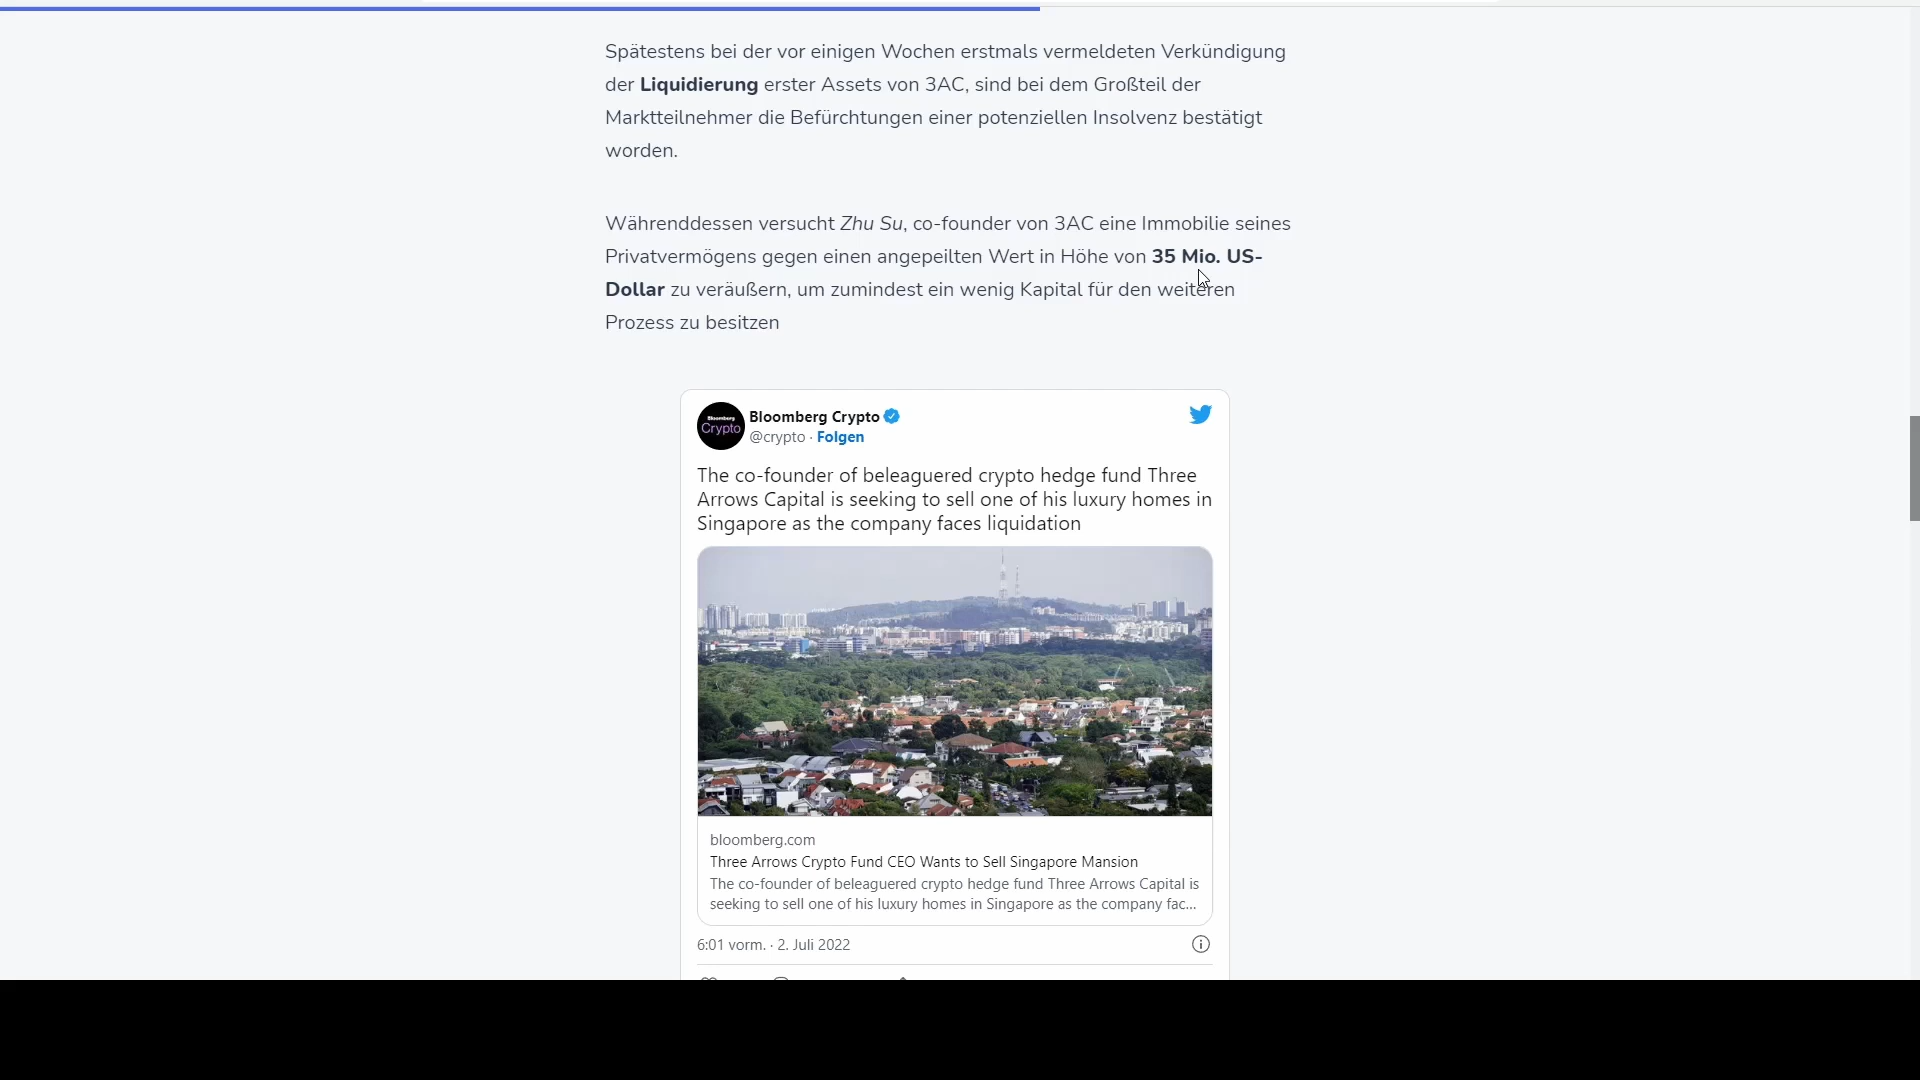 Spätestens bei der vor einigen Wochen erstmals vermeldeten Verkündigung
der Liquidierung erster Assets von 3AC, sind bei dem Großteil der
Marktteilnehmer die Befürchtungen einer potenziellen Insolvenz bestätigt
worden.
Währenddessen versucht Zhu Su, co-founder von 3AC eine Immobilie seines
Privatvermögens gegen einen angepeilten Wert in Höhe von 35 Mio. US-
Dollar zu veräußern, um zumindest ein wenig Kapital für den weiteren
Prozess zu besitzen
Bloomberg
Crypto
Bloomberg Crypto
@crypto · Folgen
The co-founder of beleaguered crypto hedge fund Three
Arrows Capital is seeking to sell one of his luxury homes in
Singapore as the company faces liquidation
bloomberg.com
Three Arrows Crypto Fund CEO Wants to Sell Singapore Mansion
The co-founder of beleaguered crypto hedge fund Three Arrows Capital is
seeking to sell one of his luxury homes in Singapore as the company fac...
6:01 vorm. · 2. Juli 2022